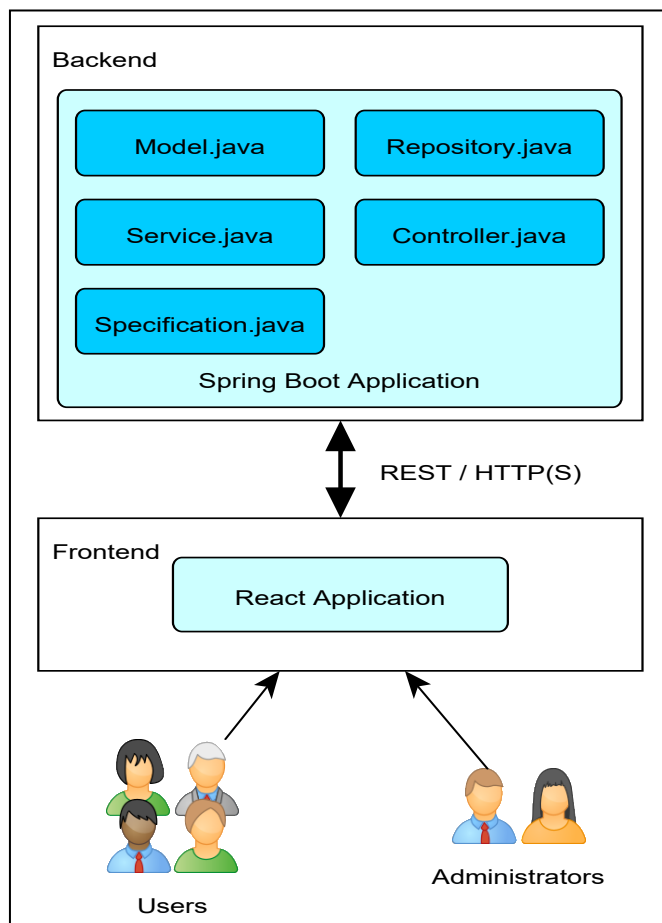 Backend
Model.java
Repository.java
Service.java
Controller.java
Specification.java
Spring Boot Application
REST / HTTP(S)
Frontend
React Application
Users
Administrators